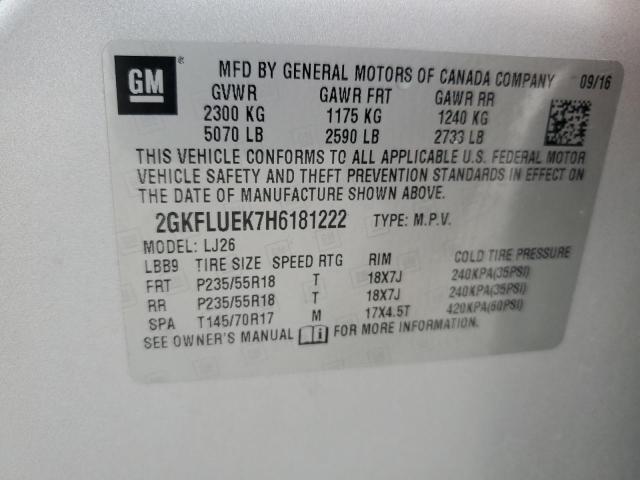 GM
MFD BY GENERAL MOTORS OF CANADA COMPANY 09/16
GVWR GAWR FRT GAWR RR
2300 KG 1175 KG 1240 KG
5070 LB 2590 LB 2733 LB
THIS VEHICLE CONFORMS TO ALL APPLICABLE U.S. FEDERAL MOTOR
VEHICLE SAFETY AND THEFT PREVENTION STANDARDS IN EFFECT ON
THE DATE OF MANUFACTURE SHOWN ABOVE.
2GKFLUEK7H6181222 TYPE: M.P.V.
MODEL: LJ26
LBB9 TIRE SIZE SPEED RTG RIM COLD TIRE PRESSURE
FRT P235/55R18 T 18X7J 240KPA(35PSI)
RR P235/55R18 T 18X7J 240KPA(35PSI)
SPA T145/70R17 M 17X4.5T 420KPA(60PSI)
SEE OWNER'S MANUAL FOR MORE INFORMATION.